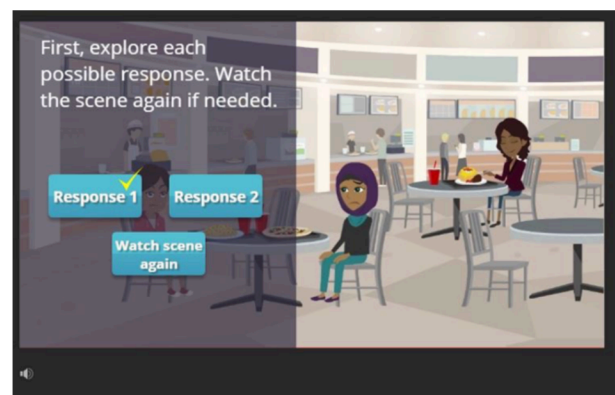 First, explore each
possible response. Watch
the scene again if needed.
Response 1
Response 2
Watch scene
again